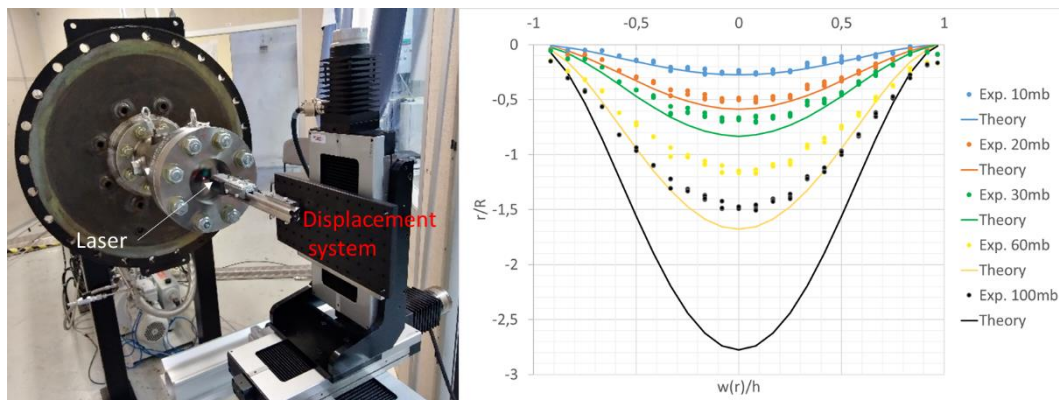 Laser
Displacement
system
-1
-0,5
0
0,5
1
0
-0,5
-1
-1,5
-2
-2,5
-3
r/R
w(r)/h
Exp. 10mb
Theory
Exp. 20mb
Theory
Exp. 30mb
Theory
Exp. 60mb
Theory
Exp. 100mb
Theory